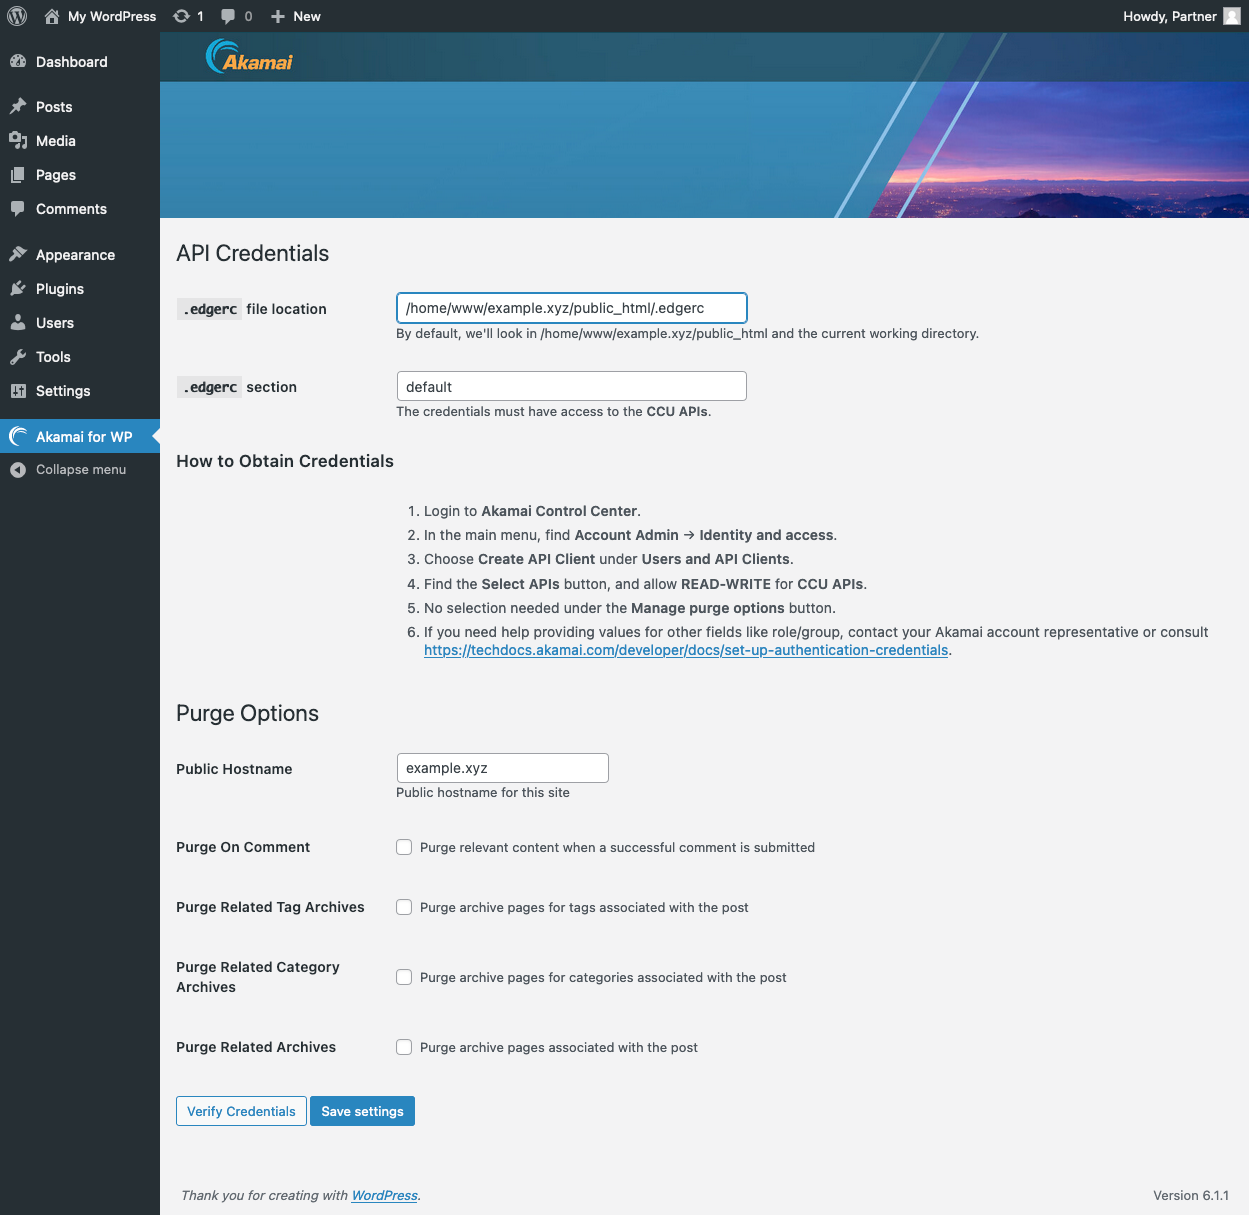 My WordPress 1 0 New Howdy, Partner
Akamai
Dashboard
Posts
Media
Pages
Comments
Appearance
Plugins
Users
Tools
Settings
Akamai for WP
Collapse menu
API Credentials
.edgerc file location
/home/www/example.xyz/public_html/.edgerc
By default, we'll look in /home/www/example.xyz/public_html and the current working directory.
.edgerc section
default
The credentials must have access to the CCU APIs.
How to Obtain Credentials
1. Login to Akamai Control Center.
2. In the main menu, find Account Admin → Identity and access.
3. Choose Create API Client under Users and API Clients.
4. Find the Select APIs button, and allow READ-WRITE for CCU APIs.
5. No selection needed under the Manage purge options button.
6. If you need help providing values for other fields like role/group, contact your Akamai account representative or consult
https://techdocs.akamai.com/developer/docs/set-up-authentication-credentials.
Purge Options
Public Hostname
example.xyz
Public hostname for this site
Purge On Comment
Purge relevant content when a successful comment is submitted
Purge Related Tag Archives
Purge archive pages for tags associated with the post
Purge Related Category
Archives
Purge archive pages for categories associated with the post
Purge Related Archives
Purge archive pages associated with the post
Verify Credentials
Save settings
Thank you for creating with WordPress.
Version 6.1.1